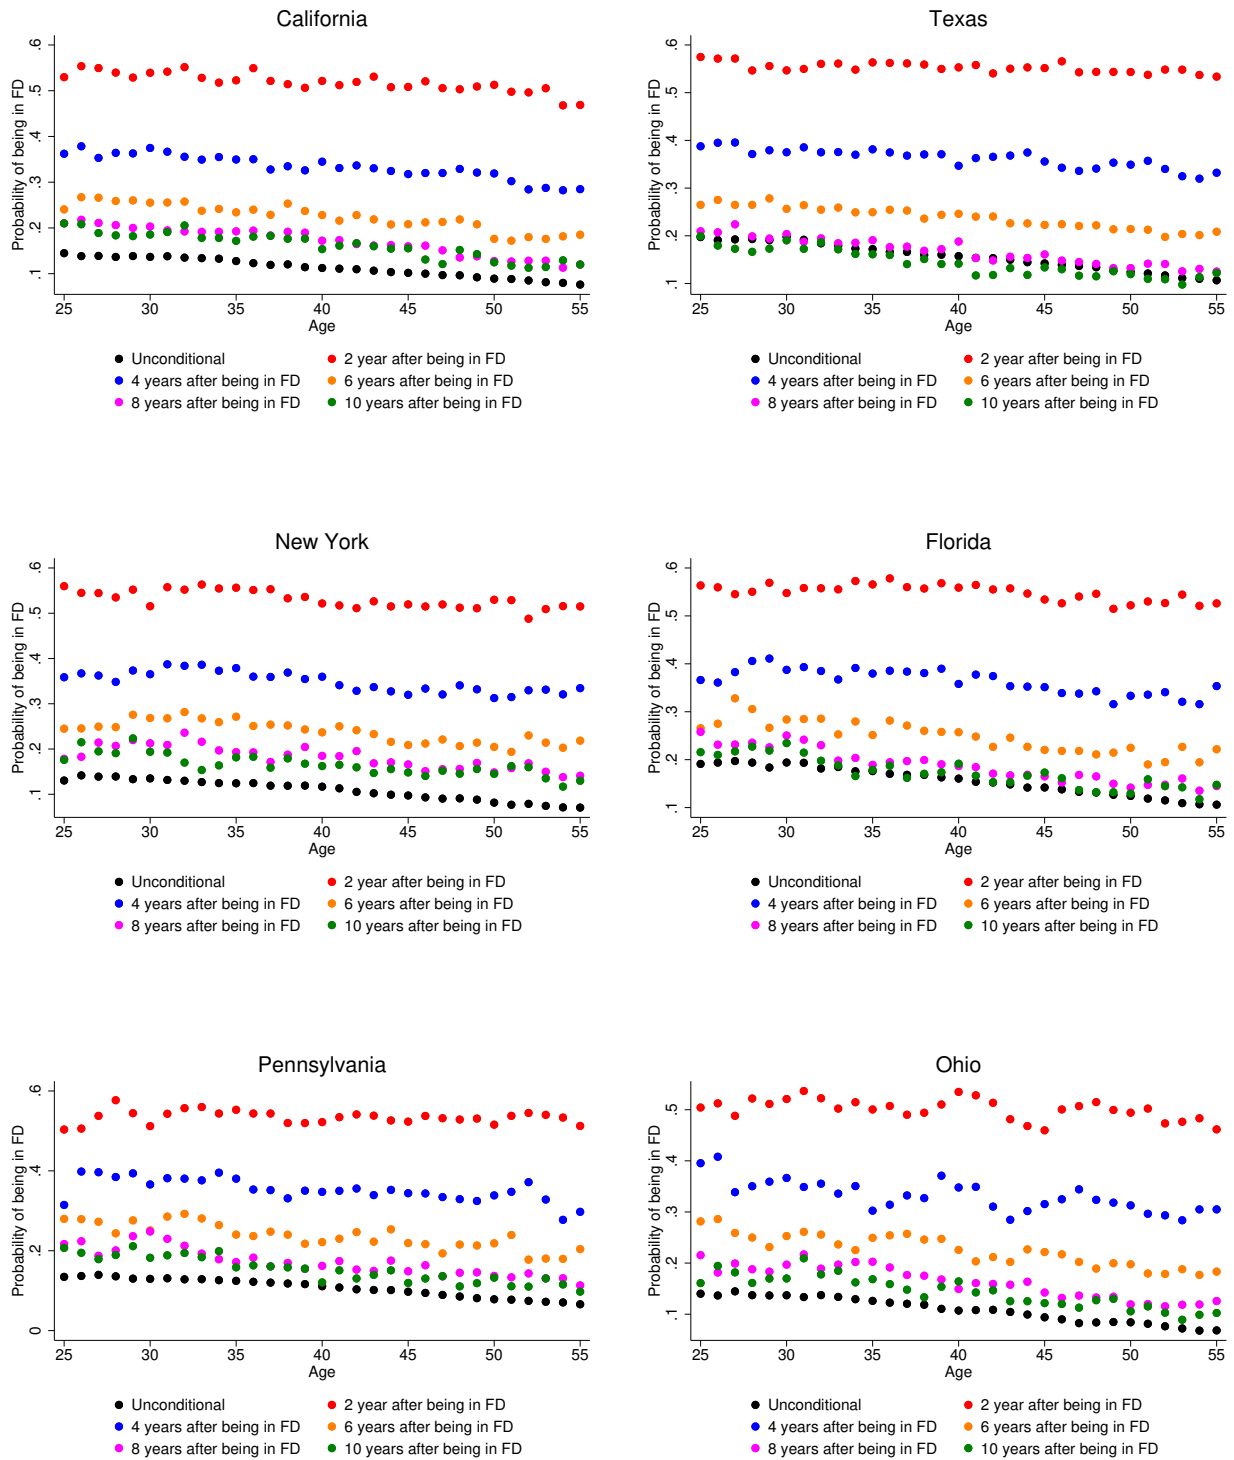 California
Probability of being in FD
.6
.5
.4
.3
.2
.1
25 30 35 40 45 50 55
Age
Unconditional 2 year after being in FD
4 years after being in FD 6 years after being in FD
8 years after being in FD 10 years after being in FD
Texas
Probability of being in FD
.6
.5
.4
.3
.2
.1
25 30 35 40 45 50 55
Age
Unconditional 2 year after being in FD
4 years after being in FD 6 years after being in FD
8 years after being in FD 10 years after being in FD
New York
Probability of being in FD
.6
.5
.4
.3
.2
.1
25 30 35 40 45 50 55
Age
Unconditional 2 year after being in FD
4 years after being in FD 6 years after being in FD
8 years after being in FD 10 years after being in FD
Florida
Probability of being in FD
.6
.5
.4
.3
.2
.1
25 30 35 40 45 50 55
Age
Unconditional 2 year after being in FD
4 years after being in FD 6 years after being in FD
8 years after being in FD 10 years after being in FD
Pennsylvania
Probability of being in FD
.6
.4
.2
0
25 30 35 40 45 50 55
Age
Unconditional 2 year after being in FD
4 years after being in FD 6 years after being in FD
8 years after being in FD 10 years after being in FD
Ohio
Probability of being in FD
.5
.4
.3
.2
.1
25 30 35 40 45 50 55
Age
Unconditional 2 year after being in FD
4 years after being in FD 6 years after being in FD
8 years after being in FD 10 years after being in FD